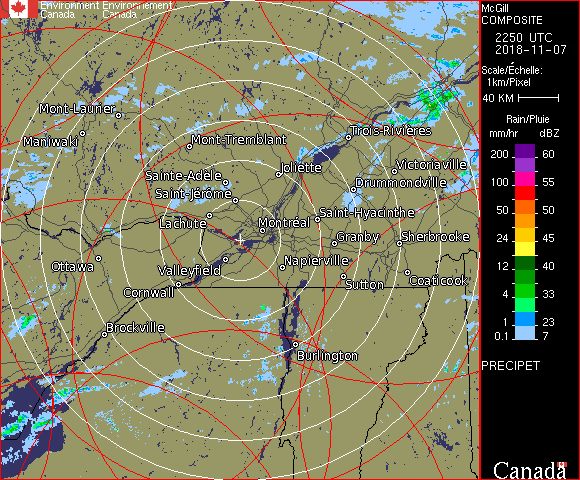 Environment Environnement
Canada Canada
McGill
COMPOSITE
2250 UTC
2018-11-07
Scale/Échelle:
1km/Pixel
40 KM
Rain/Pluie
mm/hr dBZ
200 60
150 57
100 55
50 50
24 45
12 40
4 33
1 23
0.1 7
PRECIPET
Canada
Mont-Laurier
Maniwaki
Mont-Tremblant
Trois-Rivières
Joliette
Victoriaville
Sainte-Adèle
Drummondville
Saint-Jérôme
Lachute
Saint-Hyacinthe
Montréal
Granby
Sherbrooke
Ottawa
Valleyfield
Napierville
Cornwall
Sutton
Coaticook
Brockville
Burlington